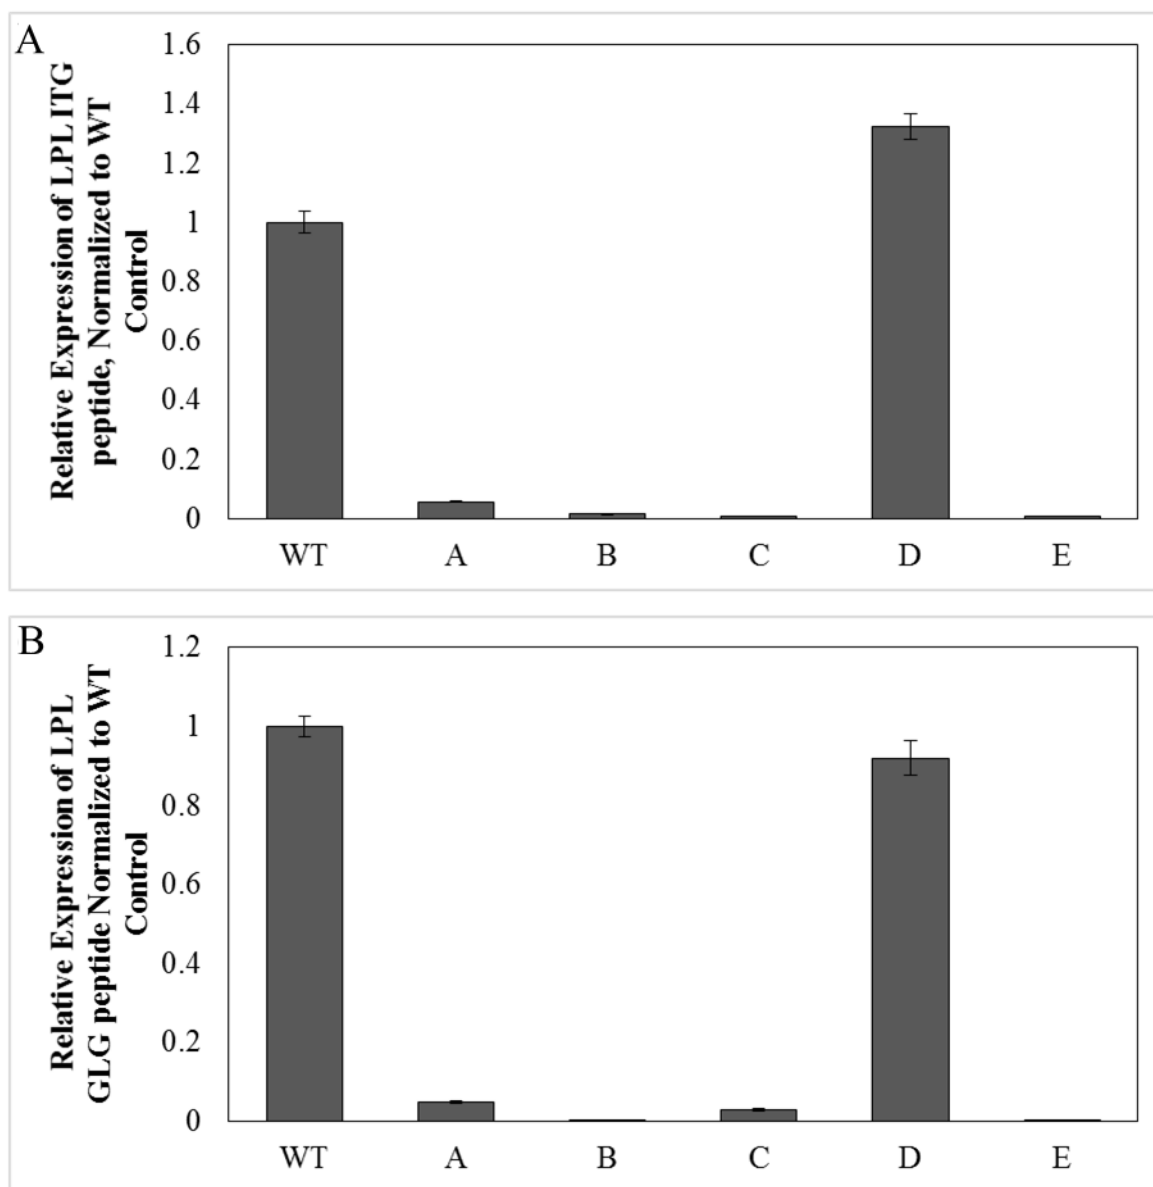 A
Relative Expression of LPL ITG
peptide, Normalized to WT
Control
1.6
1.4
1.2
1
0.8
0.6
0.4
0.2
0
WT A B C D E
B
Relative Expression of LPL
GLG peptide Normalized to WT
Control
1.2
1
0.8
0.6
0.4
0.2
0
WT A B C D E